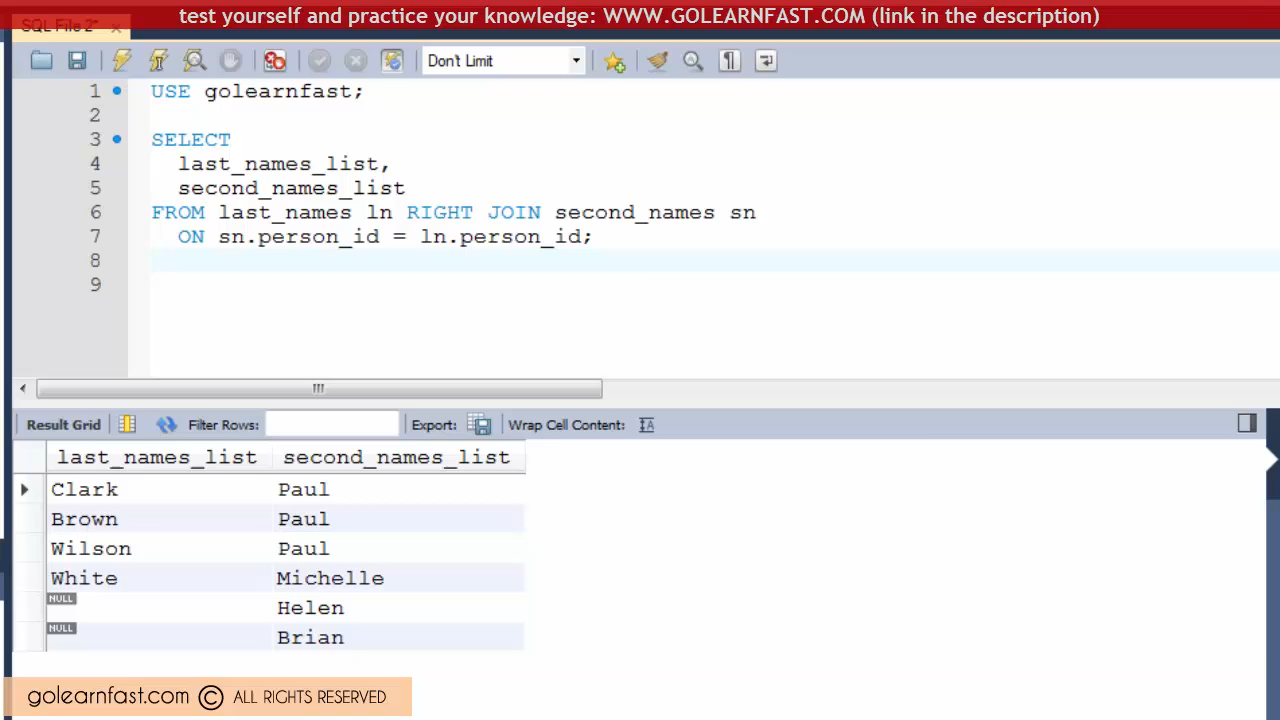 test yourself and practice your knowledge: WWW.GOLEARNFAST.COM (link in the description)
SQL File 2*
Don't Limit
1 USE golearnfast;
2
3 SELECT
4 last_names_list,
5 second_names_list
6 FROM last_names ln RIGHT JOIN second_names sn
7 ON sn.person_id = ln.person_id;
8
9
Result Grid Filter Rows: Export: Wrap Cell Content:
last_names_list second_names_list
Clark Paul
Brown Paul
Wilson Paul
White Michelle
NULL Helen
NULL Brian
golearnfast.com © ALL RIGHTS RESERVED